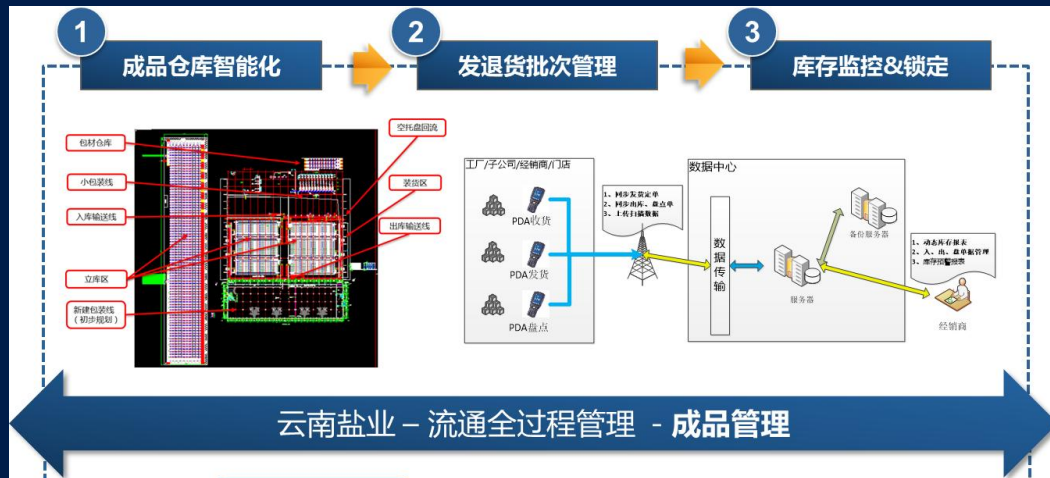 1
成品仓库智能化
2
发退货批次管理
3
库存监控&锁定
包材仓库
小包装线
入库输送线
立库区
新建包装线
(初步规划)
空托盘回流
装货区
出库输送线
工厂/子公司/经销商/门店
PDA收货
PDA发货
PDA盘点
1、同步发货定单
2、同步出库、盘点单
3、上传扫描数据
数据中心
数据传输
服务器
备份服务器
1、动态库存报表
2、入、出、盘单据管理
3、库存预警报表
经销商
云南盐业 – 流通全过程管理 - 成品管理